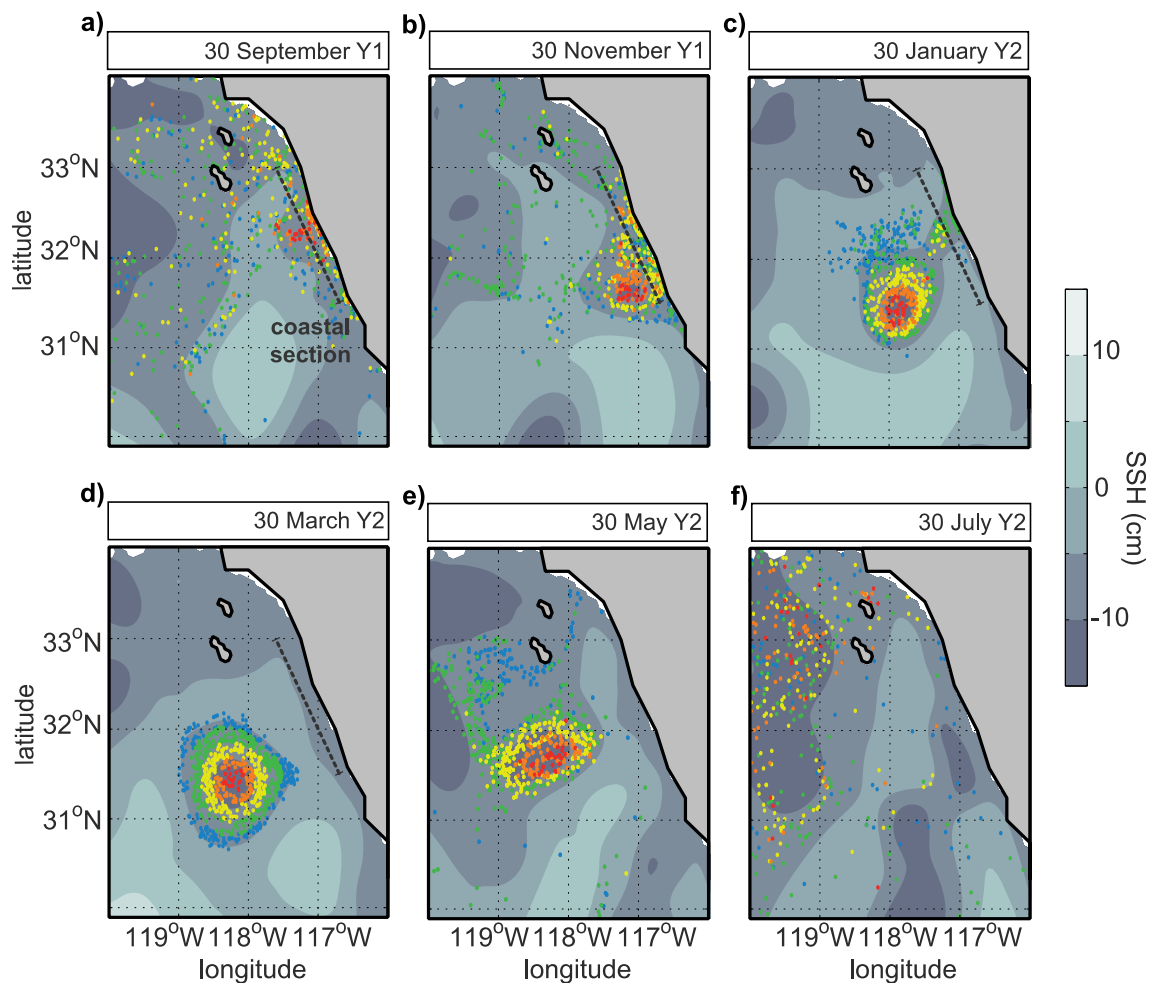 a)
30 September Y1
b)
30 November Y1
c)
30 January Y2
33°N
32°N
31°N
latitude
coastal
section
10
0
-10
SSH (cm)
d)
30 March Y2
e)
30 May Y2
f)
30 July Y2
33°N
32°N
31°N
latitude
119°W 118°W 117°W
119°W 118°W 117°W
119°W 118°W 117°W
longitude
longitude
longitude